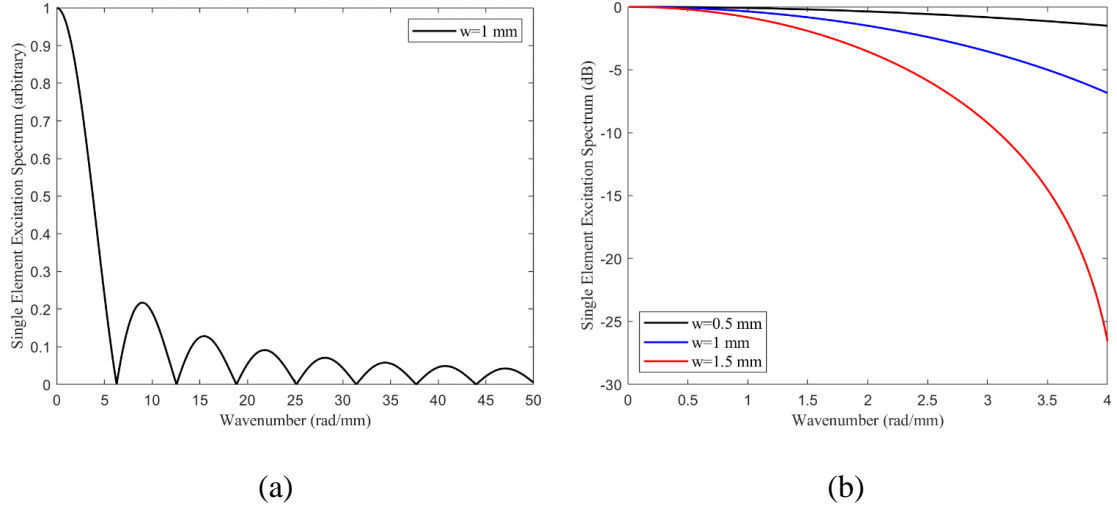 Single Element Excitation Spectrum (arbitrary)
1
0.9
0.8
0.7
0.6
0.5
0.4
0.3
0.2
0.1
0
w=1 mm
0 5 10 15 20 25 30 35 40 45 50
Wavenumber (rad/mm)
(a)
Single Element Excitation Spectrum (dB)
0
-5
-10
-15
-20
-25
-30
w=0.5 mm
w=1 mm
w=1.5 mm
0 0.5 1 1.5 2 2.5 3 3.5 4
Wavenumber (rad/mm)
(b)